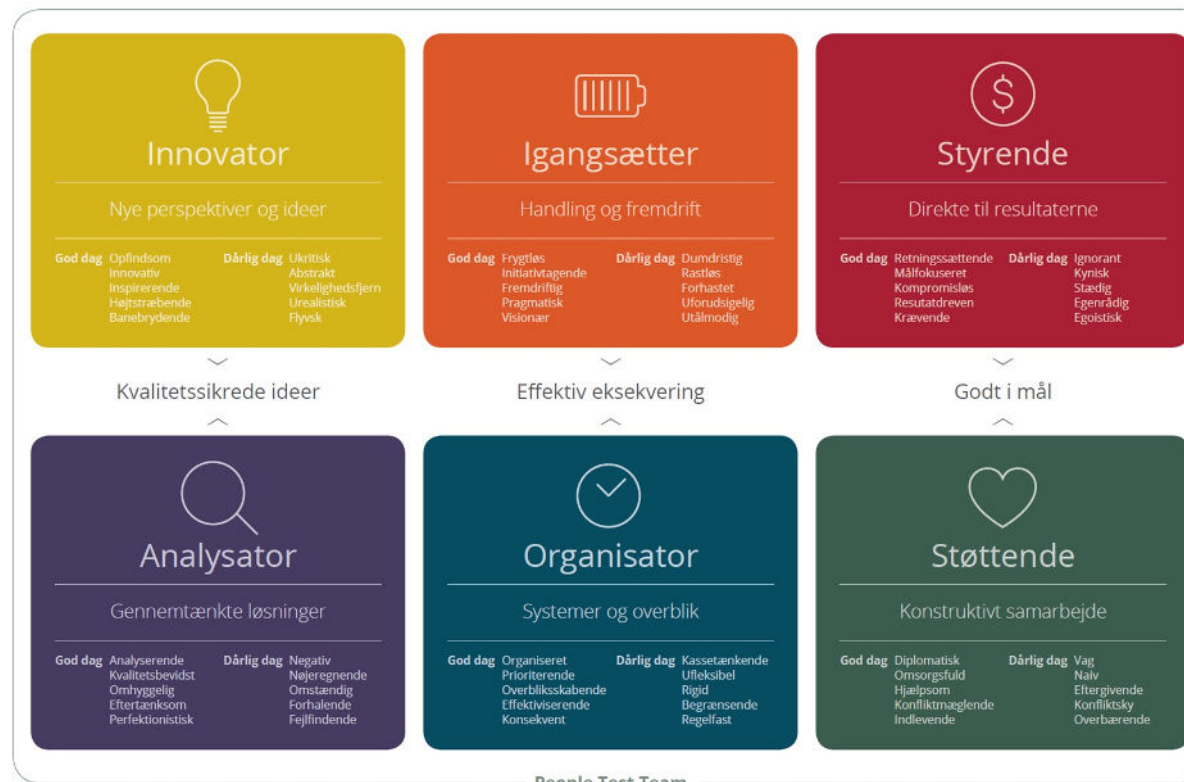 Innovator
Nye perspektiver og ideer
God dag Opfindsom
Innovativ
Inspirerende
Højtstræbende
Banebrydende
Dårlig dag Ukritisk
Abstrakt
Virkelighedsfjern
Urealistisk
Flyvsk
Igangsætter
Handling og fremdrift
God dag Frygtløs
Initiativtagende
Fremdriftig
Pragmatisk
Visionær
Dårlig dag Dumdristig
Rastløs
Forhastet
Uforudsigelig
Utålmodig
$
Styrende
Direkte til resultaterne
God dag Retningssættende
Målfokuseret
Kompromisløs
Resutatdreven
Krævende
Dårlig dag Ignorant
Kynisk
Stædig
Egenrådig
Egoistisk
Kvalitetssikrede ideer
Effektiv eksekvering
Godt i mål
Analysator
Gennemtænkte løsninger
God dag Analyserende
Kvalitetsbevidst
Omhyggelig
Eftertænksom
Perfektionistisk
Dårlig dag Negativ
Nøjeregnende
Omstændig
Forhalende
Fejlfindende
Organisator
Systemer og overblik
God dag Organiseret
Prioriterende
Overbliksskabende
Effektiviserende
Konsekvent
Dårlig dag Kassetænkende
Ufleksibel
Rigid
Begrænsende
Regelfast
Støttende
Konstruktivt samarbejde
God dag Diplomatisk
Omsorgsfuld
Hjælpsom
Konfliktmæglende
Indlevende
Dårlig dag Vag
Naiv
Eftergivende
Konfliktsky
Overbærende
People Test Team